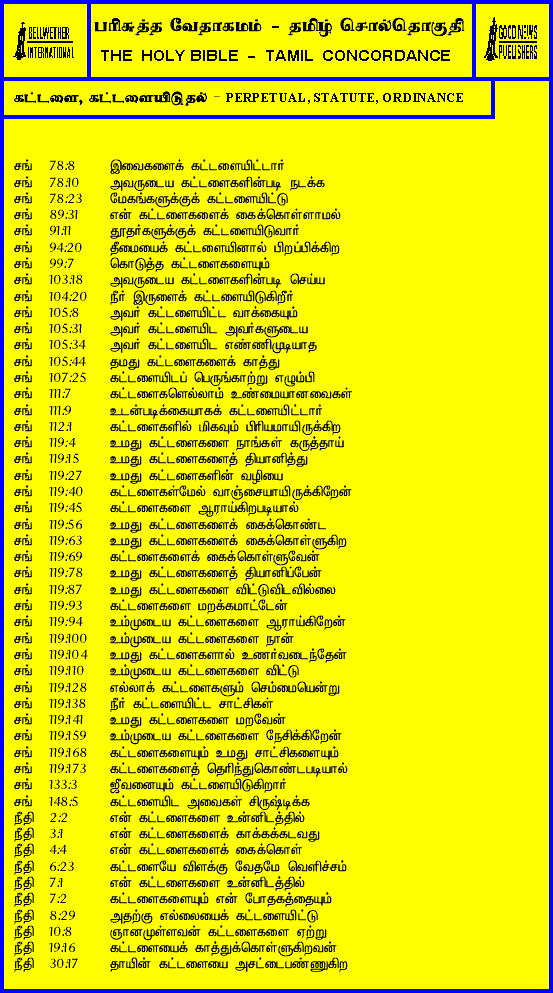 BELLWETHER
INTERNATIONAL
பரிசுத்த வேதாகமம் - தமிழ் சொல்தொகுதி
THE HOLY BIBLE - TAMIL CONCORDANCE
GOOD NEWS
PUBLISHERS
கட்டளை, கட்டளையிடுதல் - PERPETUAL, STATUTE, ORDINANCE
சங் 78:8 இவைகளைக் கட்டளையிட்டார்
சங் 78:10 அவருடைய கட்டளைகளின்படி நடக்க
சங் 78:23 மேகங்களுக்குக் கட்டளையிட்டு
சங் 89:31 என் கட்டளைகளைக் கைக்கொள்ளாமல்
சங் 91:11 தூதர்களுக்குக் கட்டளையிடுவார்
சங் 94:20 தீமையைக் கட்டளையினால் பிறப்பிக்கிற
சங் 99:7 கொடுத்த கட்டளைகளையும்
சங் 103:18 அவருடைய கட்டளைகளின்படி செய்ய
சங் 104:20 நீர் இருளைக் கட்டளையிடுகிறீர்
சங் 105:8 அவர் கட்டளையிட்ட வாக்கையும்
சங் 105:31 அவர் கட்டளையிட அவர்களுடைய
சங் 105:34 அவர் கட்டளையிட எண்ணிமுடியாத
சங் 105:44 தமது கட்டளைகளைக் காத்து
சங் 107:25 கட்டளையிடப் பெருங்காற்று எழும்பி
சங் 111:7 கட்டளைகளெல்லாம் உண்மையானவைகள்
சங் 111:9 உடன்படிக்கையாகக் கட்டளையிட்டார்
சங் 112:1 கட்டளைகளில் மிகவும் பிரியமாயிருக்கிற
சங் 119:4 உமது கட்டளைகளை நாங்கள் கருத்தாய்
சங் 119:15 உமது கட்டளைகளைத் தியானித்து
சங் 119:27 உமது கட்டளைகளின் வழியை
சங் 119:40 கட்டளைகள்மேல் வாஞ்சையாயிருக்கிறேன்
சங் 119:45 கட்டளைகளை ஆராய்கிறபடியால்
சங் 119:56 உமது கட்டளைகளைக் கைக்கொண்ட
சங் 119:63 உமது கட்டளைகளைக் கைக்கொள்ளுகிற
சங் 119:69 கட்டளைகளைக் கைக்கொள்ளுவேன்
சங் 119:78 உமது கட்டளைகளைத் தியானிப்பேன்
சங் 119:87 உமது கட்டளைகளை விட்டுவிடவில்லை
சங் 119:93 கட்டளைகளை மறக்கமாட்டேன்
சங் 119:94 உம்முடைய கட்டளைகளை ஆராய்கிறேன்
சங் 119:100 உம்முடைய கட்டளைகளை நான்
சங் 119:104 உமது கட்டளைகளால் உணர்வடைந்தேன்
சங் 119:110 உம்முடைய கட்டளைகளை விட்டு
சங் 119:128 எல்லாக் கட்டளைகளும் செம்மையென்று
சங் 119:138 நீர் கட்டளையிட்ட சாட்சிகள்
சங் 119:141 உமது கட்டளைகளை மறவேன்
சங் 119:159 உம்முடைய கட்டளைகளை நேசிக்கிறேன்
சங் 119:168 கட்டளைகளையும் உமது சாட்சிகளையும்
சங் 119:173 கட்டளைகளைத் தெரிந்துகொண்டபடியால்
சங் 133:3 ஜீவனையும் கட்டளையிடுகிறார்
சங் 148:5 கட்டளையிட அவைகள் சிருஷ்டிக்க
நீதி 2:2 என் கட்டளைகளை உன்னிடத்தில்
நீதி 3:1 என் கட்டளைகளைக் காக்கக்கடவது
நீதி 4:4 என் கட்டளைகளைக் கைக்கொள்
நீதி 6:23 கட்டளையே விளக்கு வேதமே வெளிச்சம்
நீதி 7:1 என் கட்டளைகளை உன்னிடத்தில்
நீதி 7:2 கட்டளைகளையும் என் போதகத்தையும்
நீதி 8:29 அதற்கு எல்லையைக் கட்டளையிட்டு
நீதி 10:8 ஞானமுள்ளவன் கட்டளைகளை ஏற்று
நீதி 19:16 கட்டளையைக் காத்துக்கொள்ளுகிறவன்
நீதி 30:17 தாயின் கட்டளையை அசட்டைபண்ணுகிற